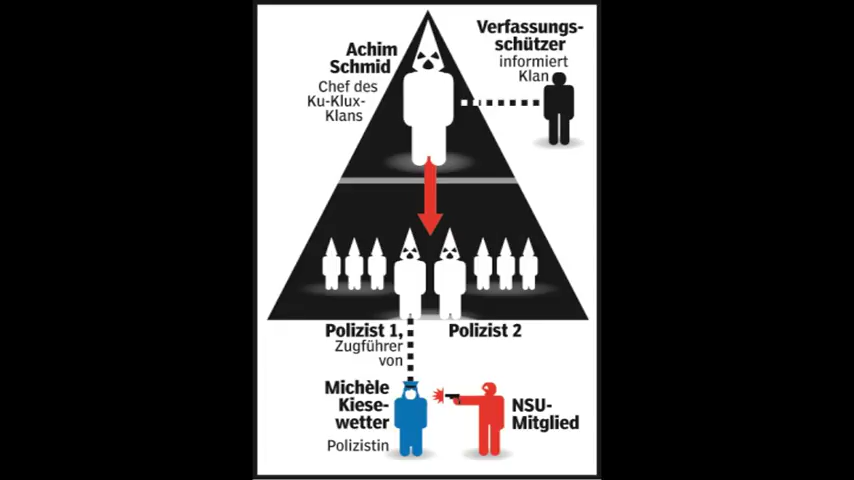 Achim
Schmid
Chef des
Ku-Klux-
Klans
Verfassungs-
schützer
informiert
Klan
Polizist 1,
Zugführer
von
Polizist 2
Michèle
Kiese-
wetter
Polizistin
NSU-
Mitglied